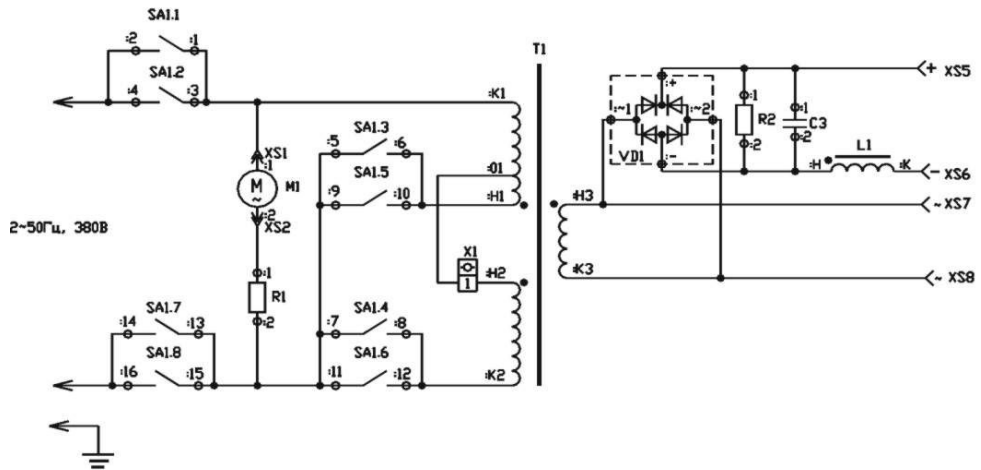 SA1.1
:2 :1
SA1.2
:4 :3
T1
:K1
+ XS5
:+
:~1 :~2
VD1
:-
:1
R2
:2
:1
C3
:2
L1
:Н :К
- XS6
SA1.3
:5 :6
SA1.5
:9 :10
:O1
:H1
XS1
:1
M
~
M1
:2
XS2
2~50Гц, 380В
:H3
~ XS7
X1
1
:H2
:K3
~ XS8
:1
R1
:2
SA1.7
:14 :13
SA1.8
:16 :15
SA1.4
:7 :8
SA1.6
:11 :12
:K2